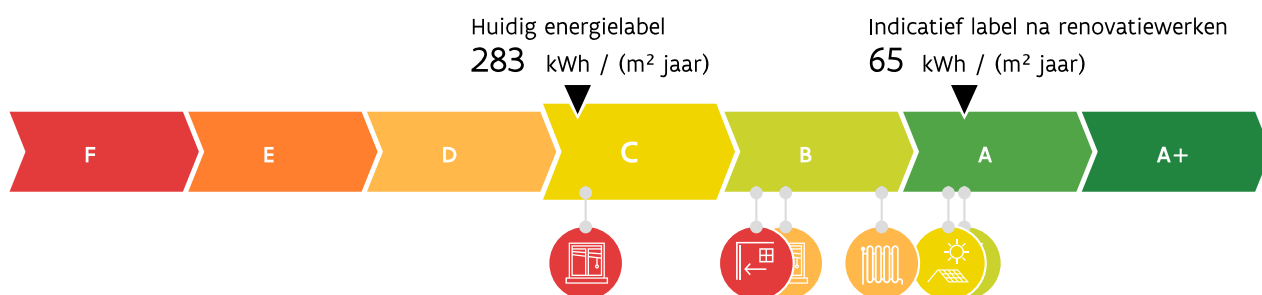 Huidig energielabel
283 kWh / (m² jaar)
Indicatief label na renovatiewerken
65 kWh / (m² jaar)
F E D C B A A+